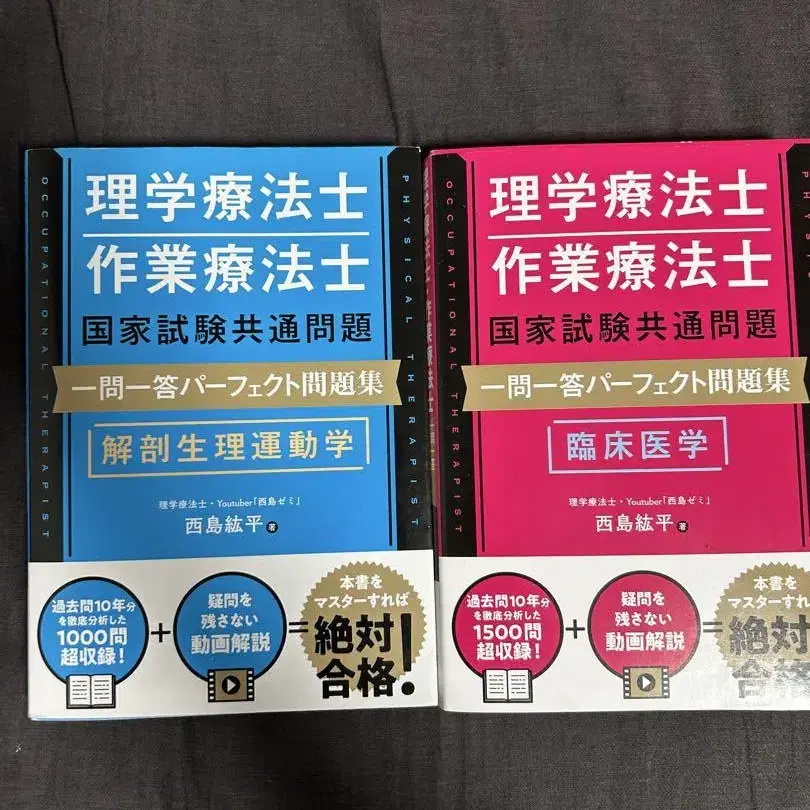 理学療法士
作業療法士
国家試験共通問題
一問一答パーフェクト問題集
解剖生理運動学
理学療法士・Youtuber「西島ゼミ」
西島紘平 著
OCCUPATIONAL THERAPIST
PHYSICAL THERAPIST
過去問10年分
を徹底分析した
1000問
超収録!
+
疑問を
残さない
動画解説
=
本書を
マスターすれば
絶対
合格!
理学療法士
作業療法士
国家試験共通問題
一問一答パーフェクト問題集
臨床医学
理学療法士・Youtuber「西島ゼミ」
西島紘平 著
OCCUPATIONAL THERAPIST
過去問10年分
を徹底分析した
1500問
超収録!
+
疑問を
残さない
動画解説
=
本書を
マスターすれ
絶対
合格